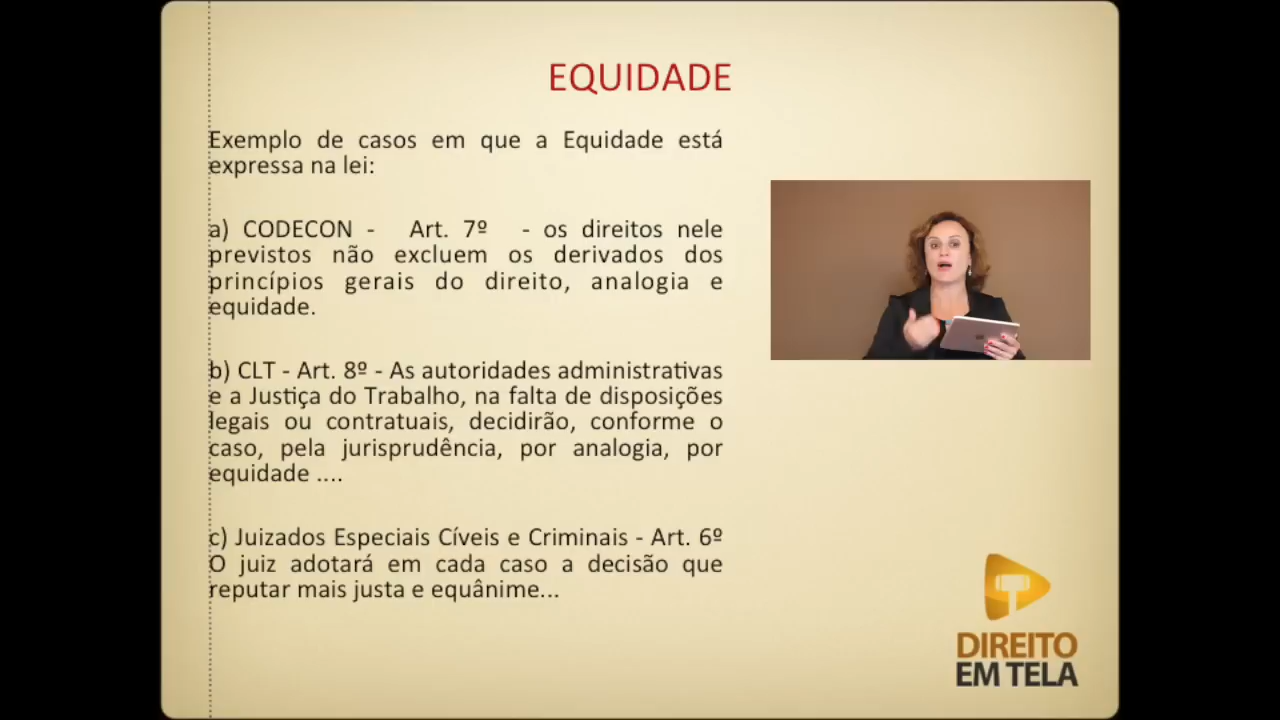 EQUIDADE
Exemplo de casos em que a Equidade está
expressa na lei:
a) CODECON - Art. 7º - os direitos nele
previstos não excluem os derivados dos
princípios gerais do direito, analogia e
equidade.
b) CLT - Art. 8º - As autoridades administrativas
e a Justiça do Trabalho, na falta de disposições
legais ou contratuais, decidirão, conforme o
caso, pela jurisprudência, por analogia, por
equidade ....
c) Juizados Especiais Cíveis e Criminais - Art. 6º
O juiz adotará em cada caso a decisão que
reputar mais justa e equânime...
DIREITO
EM TELA